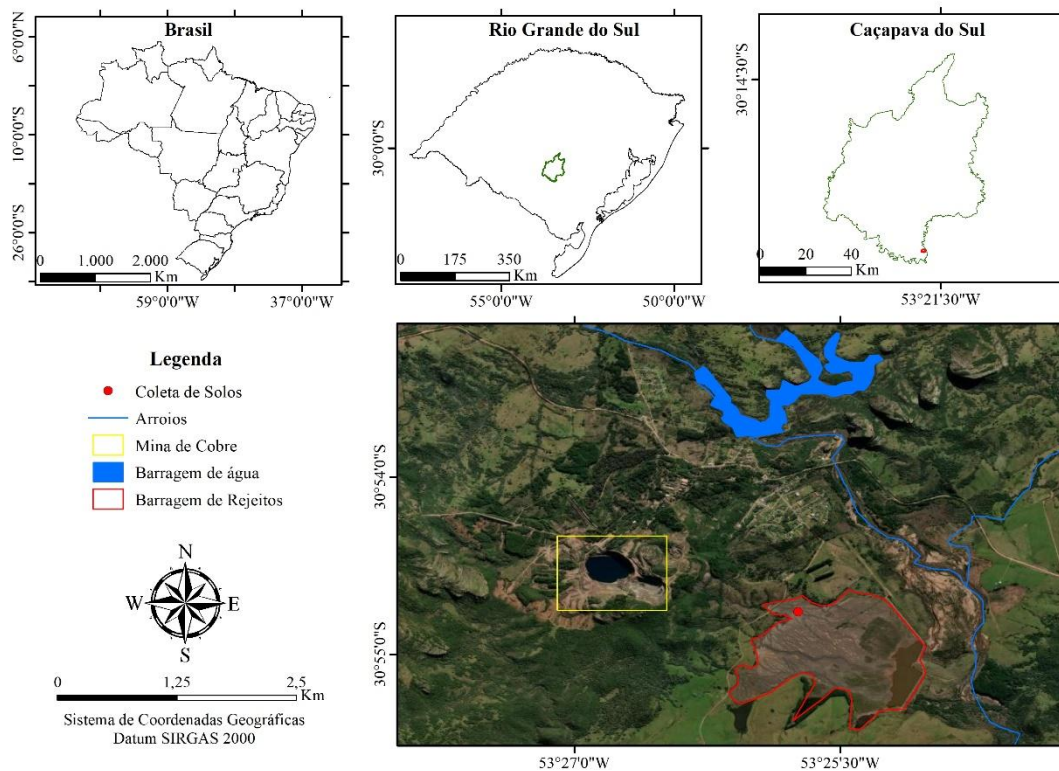 Brasil
6°0'0"N
10°0'0"S
26°0'0"S
0 1.000 2.000
Km
59°0'0"W 37°0'0"W
Rio Grande do Sul
30°0'0"S
0 175 350
Km
55°0'0"W 50°0'0"W
Caçapava do Sul
30°14'30"S
0 20 40
Km
53°21'30"W
Legenda
Coleta de Solos
Arroios
Mina de Cobre
Barragem de água
Barragem de Rejeitos
N
W E
S
0 1,25 2,5
Km
Sistema de Coordenadas Geográficas
Datum SIRGAS 2000
30°54'0"S
30°55'0"S
53°27'0"W 53°25'30"W